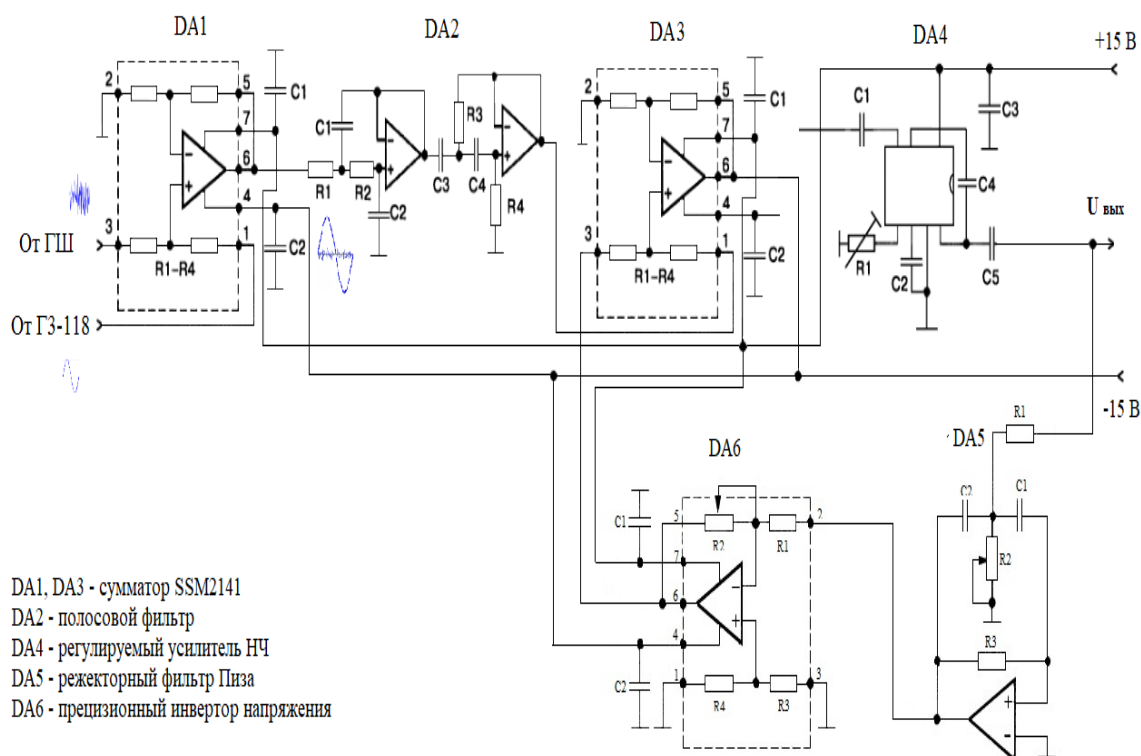 DA1
DA2
DA3
DA4
+15 В
2
5
C1
7
6
4
3
1
C2
R1-R4
От ГШ
От Г3-118
C1
R1
R2
C2
C3
R3
C4
R4
2
5
C1
7
6
4
3
1
C2
R1-R4
C1
C3
C4
R1
C2
C5
U вых
-15 В
R1
DA5
DA6
C2
C1
R2
R3
+
−
C1
5
R2
R1
2
7
6
4
1
C2
R4
R3
3
DA1, DA3 - сумматор SSM2141
DA2 - полосовой фильтр
DA4 - регулируемый усилитель НЧ
DA5 - режекторный фильтр Пиза
DA6 - прецизионный инвертор напряжения